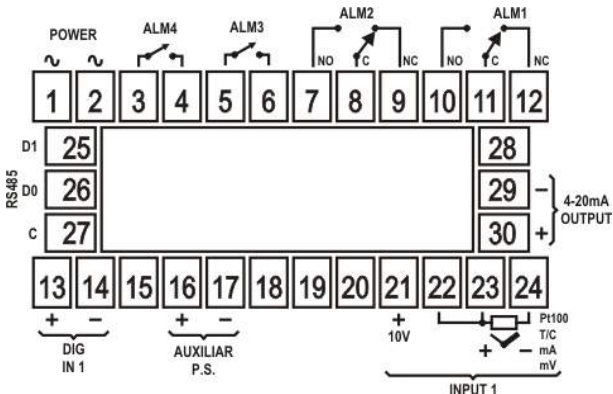 POWER ALM4 ALM3 ALM2 ALM1
∼ ∼ NO C NC NO C NC
1 2 3 4 5 6 7 8 9 10 11 12
D1 25 28
RS485
D0 26 29 − 4-20mA
OUTPUT
C 27 30 +
13 14 15 16 17 18 19 20 21 22 23 24
+ − + − + Pt100
DIG AUXILIAR 10V T/C
IN 1 P.S. + − mA
mV
INPUT 1